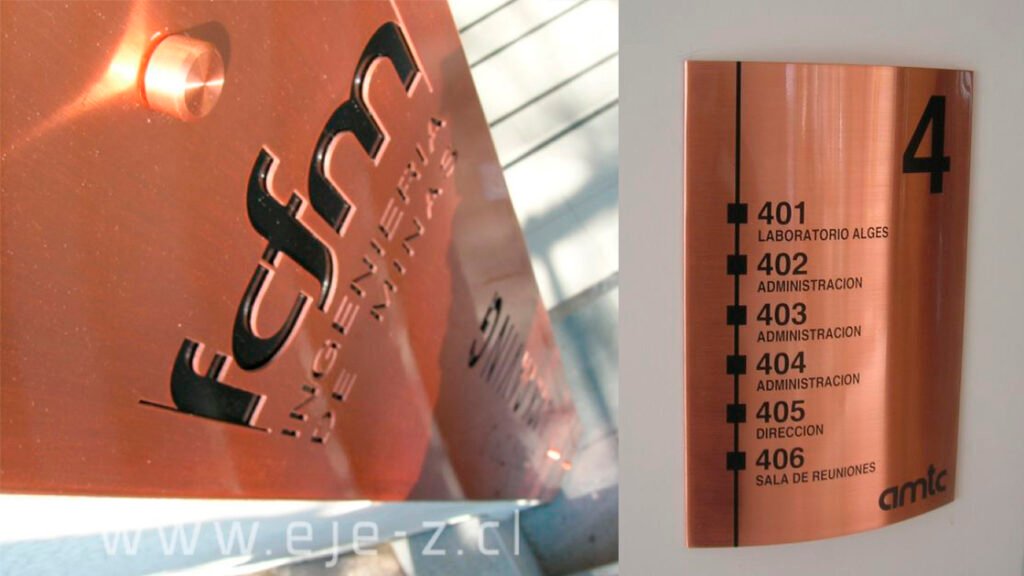 fcfm
INGENIERIA
DE MINAS
www.eje-z.cl
4
401
LABORATORIO ALGES
402
ADMINISTRACION
403
ADMINISTRACION
404
ADMINISTRACION
405
DIRECCION
406
SALA DE REUNIONES
amtc